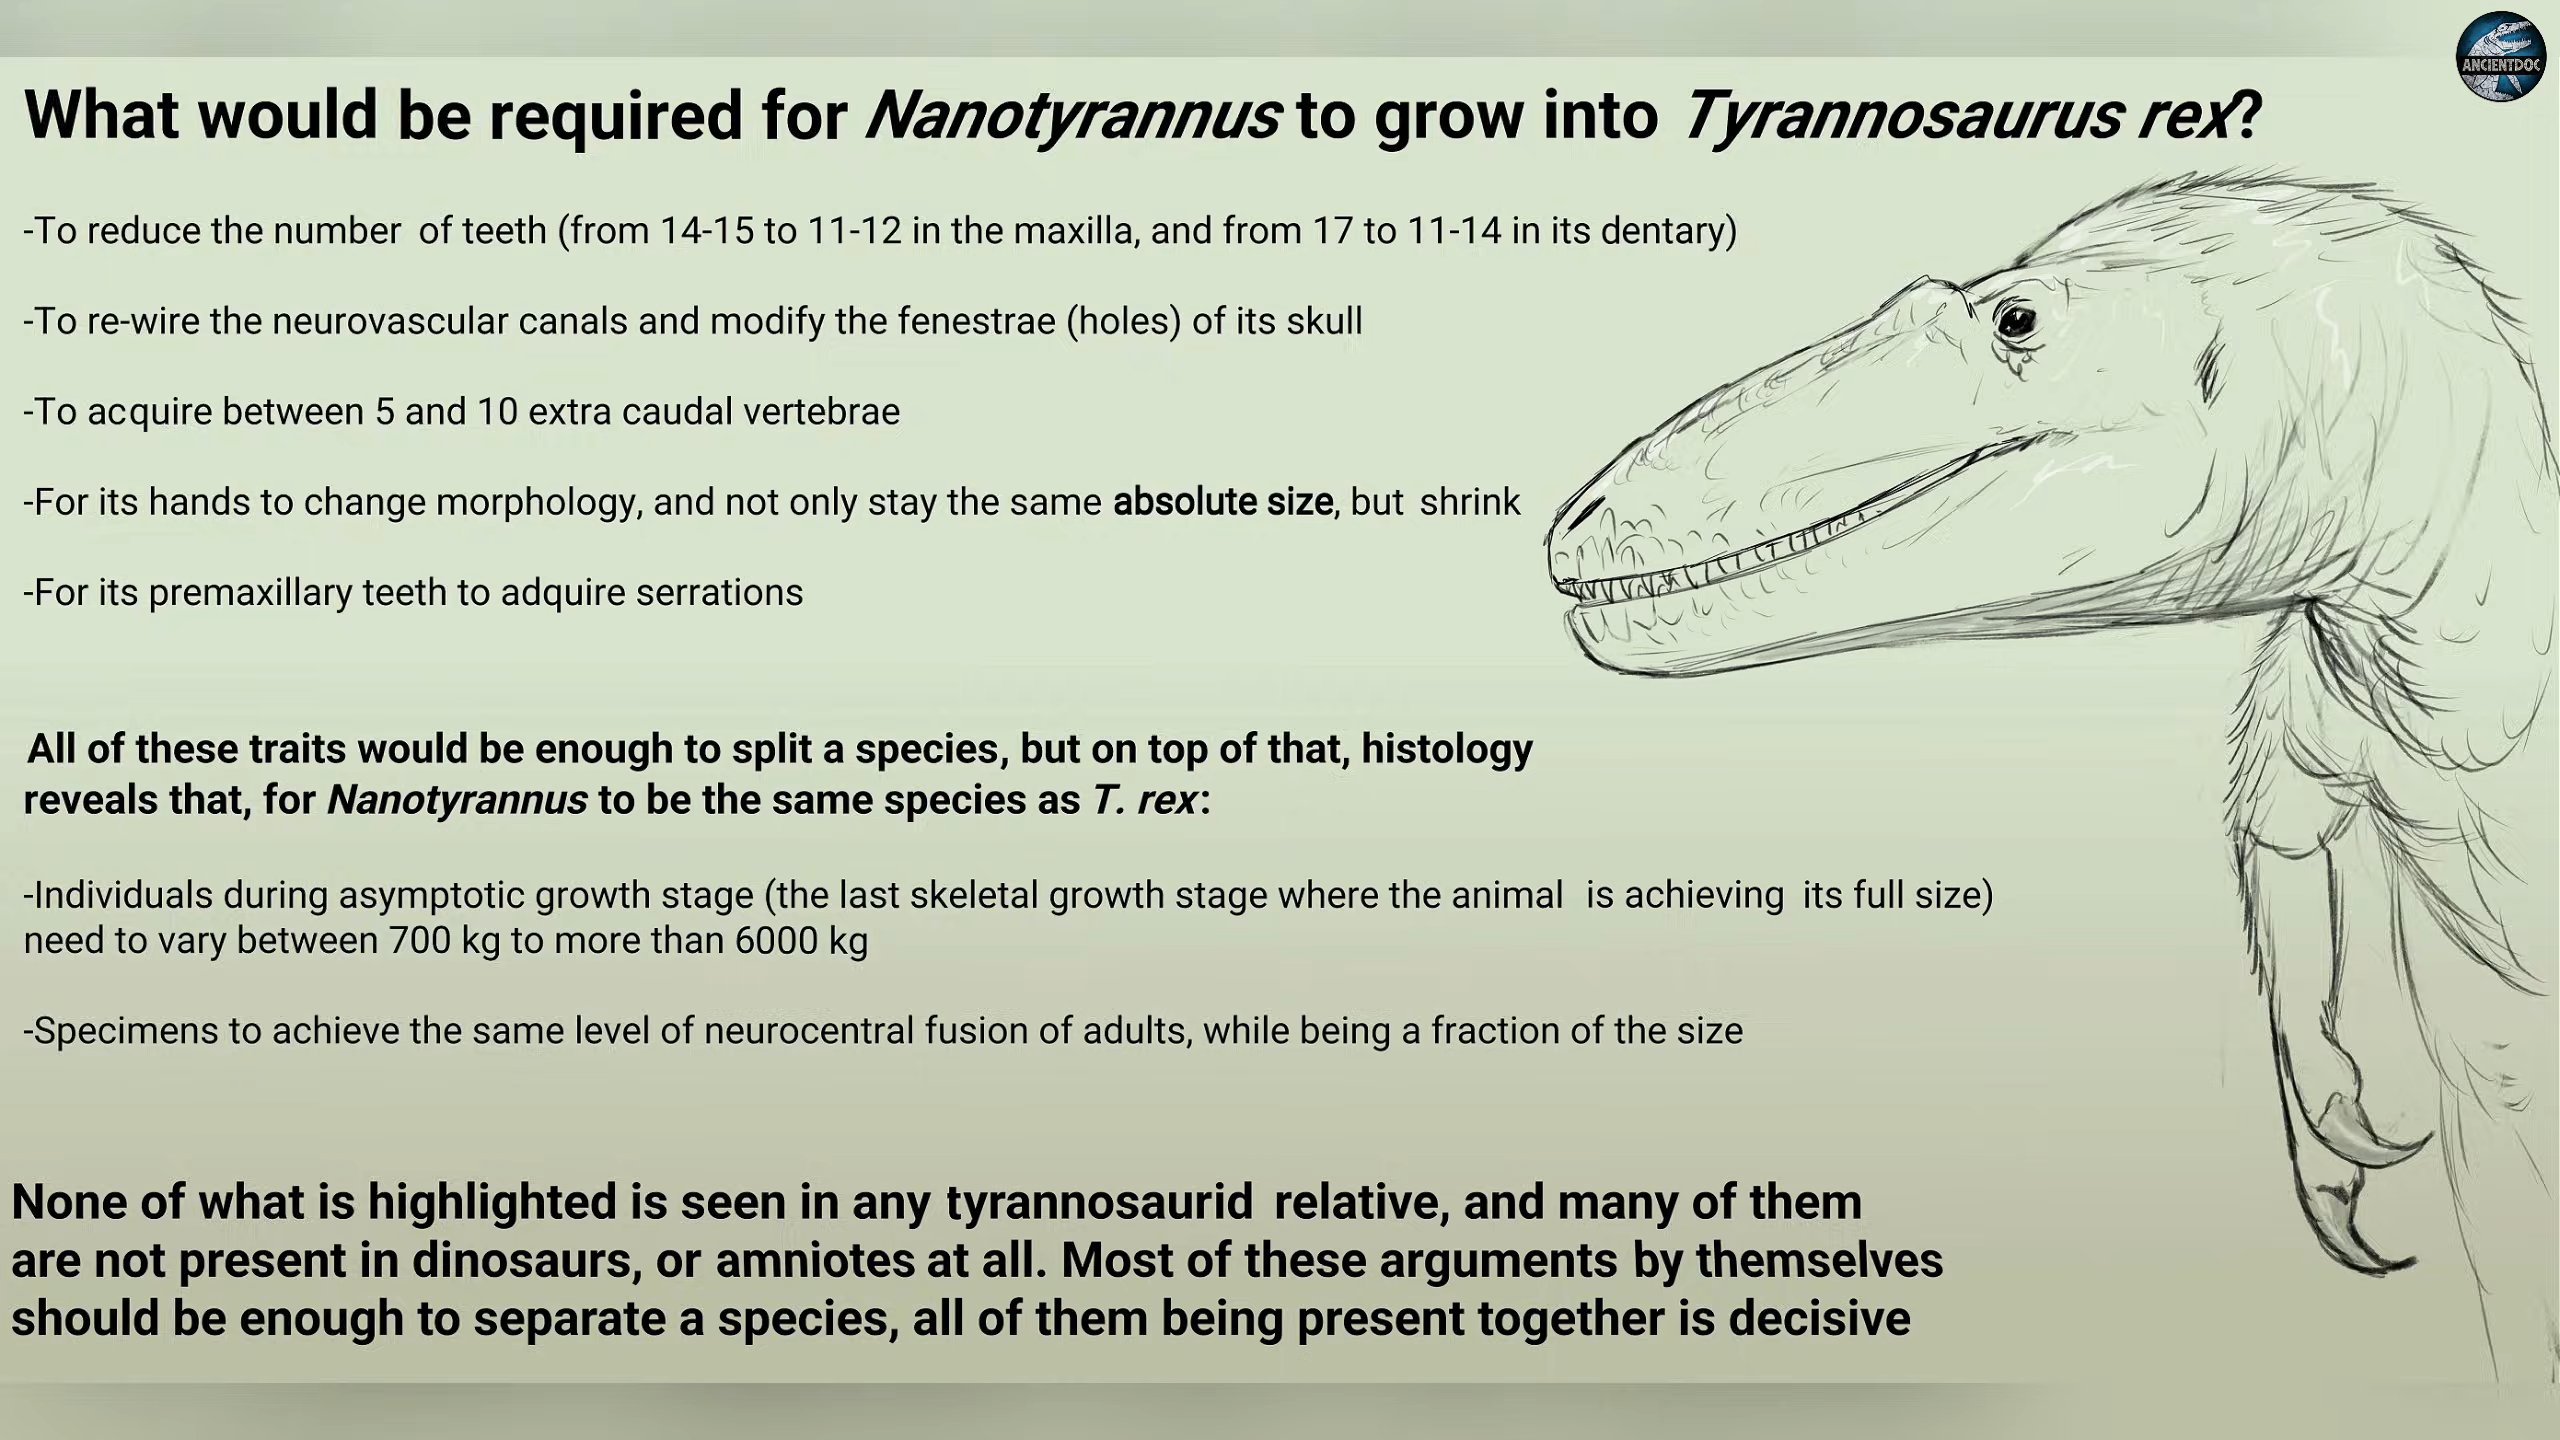 ANCIENTDOC
What would be required for Nanotyrannus to grow into Tyrannosaurus rex?
-To reduce the number of teeth (from 14-15 to 11-12 in the maxilla, and from 17 to 11-14 in its dentary)
-To re-wire the neurovascular canals and modify the fenestrae (holes) of its skull
-To acquire between 5 and 10 extra caudal vertebrae
-For its hands to change morphology, and not only stay the same absolute size, but shrink
-For its premaxillary teeth to adquire serrations
All of these traits would be enough to split a species, but on top of that, histology
reveals that, for Nanotyrannus to be the same species as T. rex:
-Individuals during asymptotic growth stage (the last skeletal growth stage where the animal is achieving its full size)
need to vary between 700 kg to more than 6000 kg
-Specimens to achieve the same level of neurocentral fusion of adults, while being a fraction of the size
None of what is highlighted is seen in any tyrannosaurid relative, and many of them
are not present in dinosaurs, or amniotes at all. Most of these arguments by themselves
should be enough to separate a species, all of them being present together is decisive